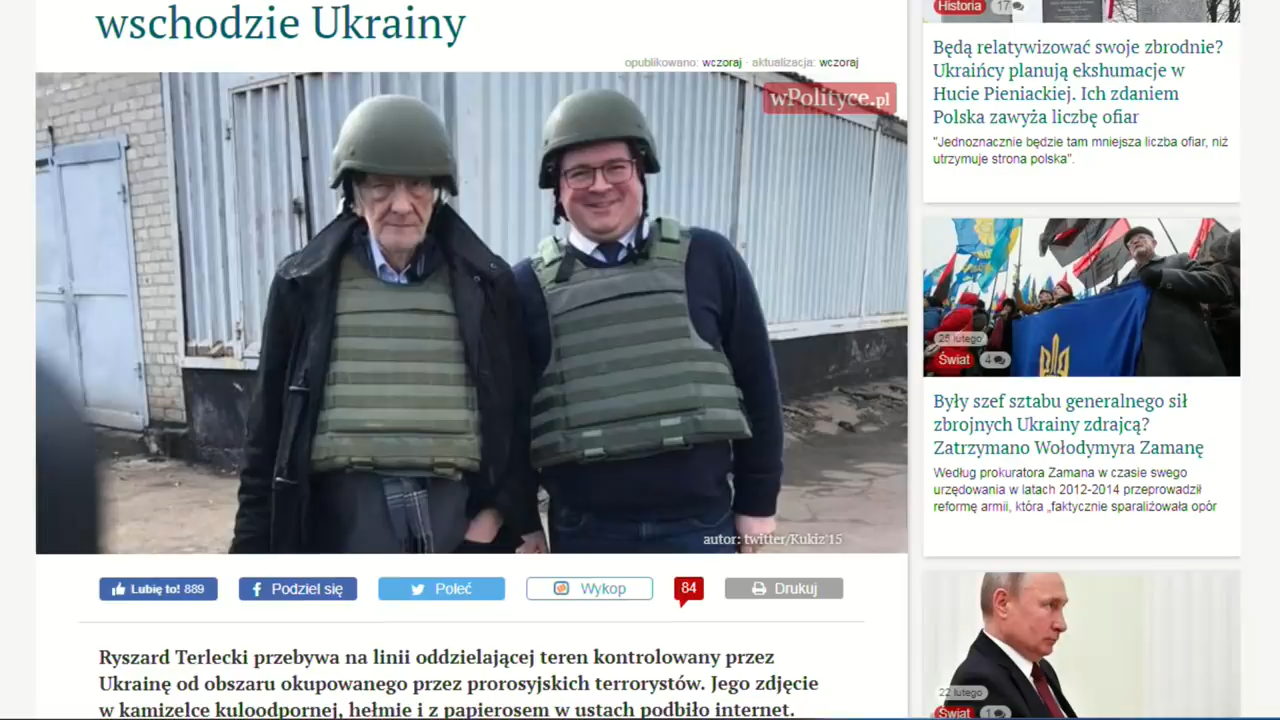 wschodzie Ukrainy
opublikowano: wczoraj · aktualizacja: wczoraj
wPolityce.pl
autor: twitter/Kukiz'15
Lubię to! 889
Podziel się
Poleć
Wykop
84
Drukuj
Ryszard Terlecki przebywa na linii oddzielającej teren kontrolowany przez
Ukrainę od obszaru okupowanego przez prorosyjskich terrorystów. Jego zdjęcie
w kamizelce kuloodpornej, hełmie i z papierosem w ustach podbiło internet.
Historia 17
Będą relatywizować swoje zbrodnie?
Ukraińcy planują ekshumacje w
Hucie Pieniackiej. Ich zdaniem
Polska zawyża liczbę ofiar
"Jednoznacznie będzie tam mniejsza liczba ofiar, niż
utrzymuje strona polska".
26 lutego
Świat 4
Były szef sztabu generalnego sił
zbrojnych Ukrainy zdrajcą?
Zatrzymano Wołodymyra Zamanę
Według prokuratora Zamana w czasie swego
urzędowania w latach 2012-2014 przeprowadził
reformę armii, która „faktycznie sparaliżowała opór
22 lutego
Świat 1